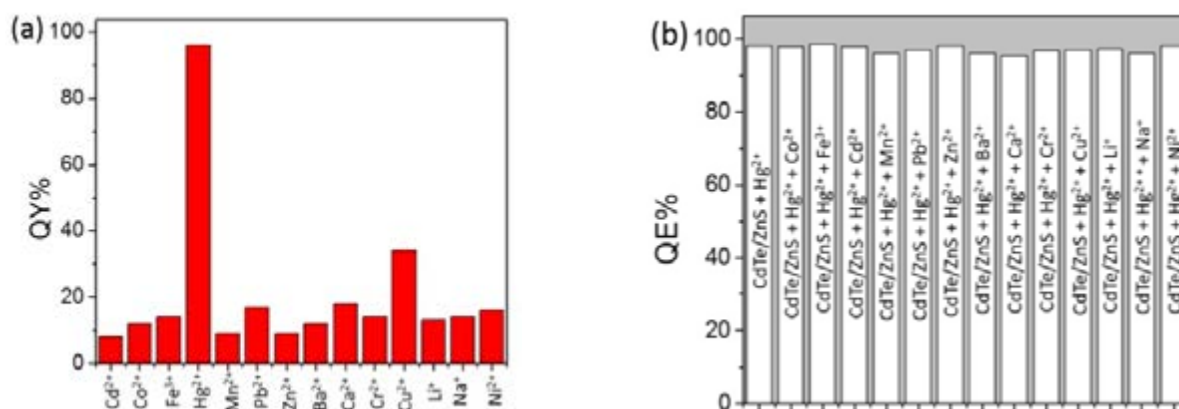 (a)
QY%
100
80
60
40
20
0
Cd²⁺
Co²⁺
Fe³⁺
Hg²⁺
Mn²⁺
Pb²⁺
Zn²⁺
Ba²⁺
Ca²⁺
Cr²⁺
Cu²⁺
Li⁺
Na⁺
Ni²⁺
(b)
QE%
100
80
60
40
20
0
CdTe/ZnS + Hg²⁺
CdTe/ZnS + Hg²⁺ + Co²⁺
CdTe/ZnS + Hg²⁺ + Fe³⁺
CdTe/ZnS + Hg²⁺ + Cd²⁺
CdTe/ZnS + Hg²⁺ + Mn²⁺
CdTe/ZnS + Hg²⁺ + Pb²⁺
CdTe/ZnS + Hg²⁺ + Zn²⁺
CdTe/ZnS + Hg²⁺ + Ba²⁺
CdTe/ZnS + Hg²⁺ + Ca²⁺
CdTe/ZnS + Hg²⁺ + Cr²⁺
CdTe/ZnS + Hg²⁺ + Cu²⁺
CdTe/ZnS + Hg²⁺ + Li⁺
CdTe/ZnS + Hg²⁺ ⁺ + Na⁺
CdTe/ZnS + Hg²⁺ + Ni²⁺